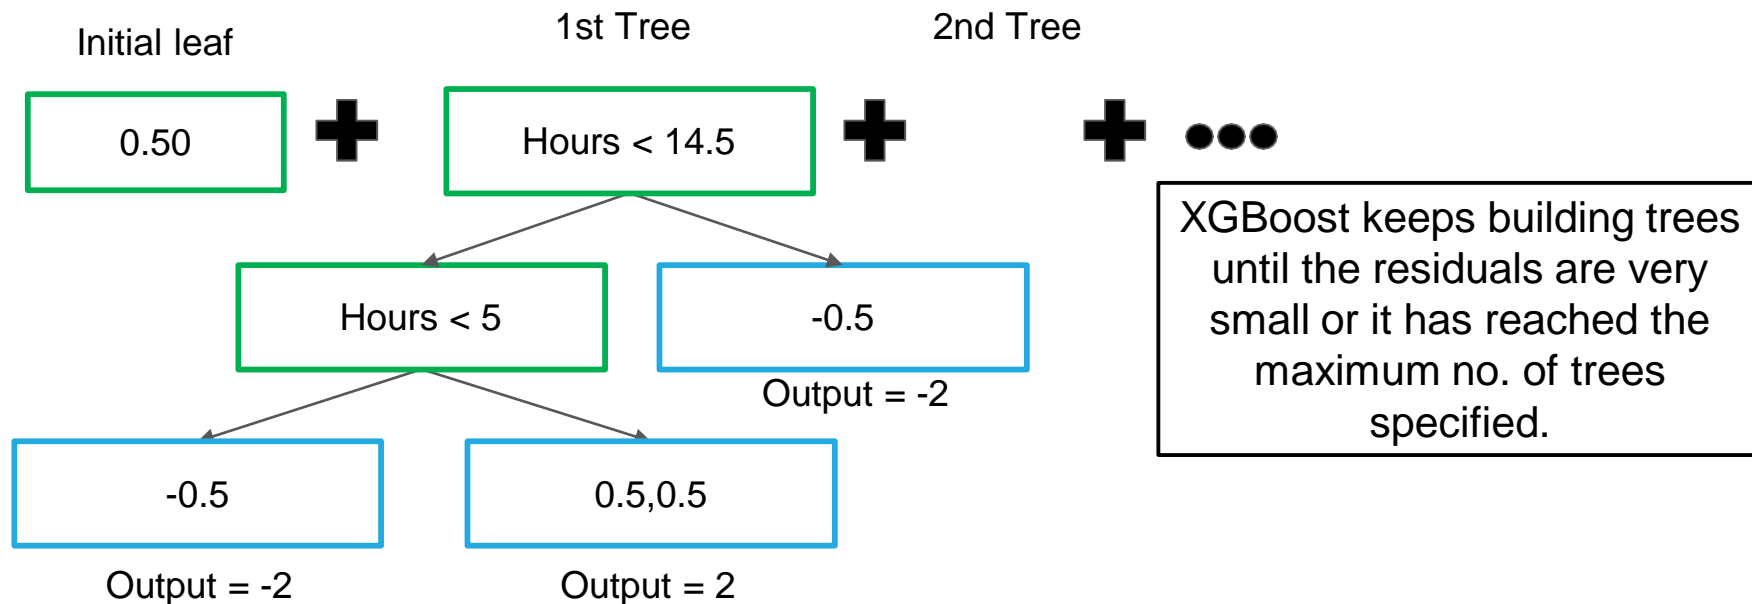 Initial leaf
1st Tree
2nd Tree
0.50
Hours < 14.5
Hours < 5
-0.5
Output = -2
-0.5
0.5,0.5
Output = -2
Output = 2
XGBoost keeps building trees
until the residuals are very
small or it has reached the
maximum no. of trees
specified.